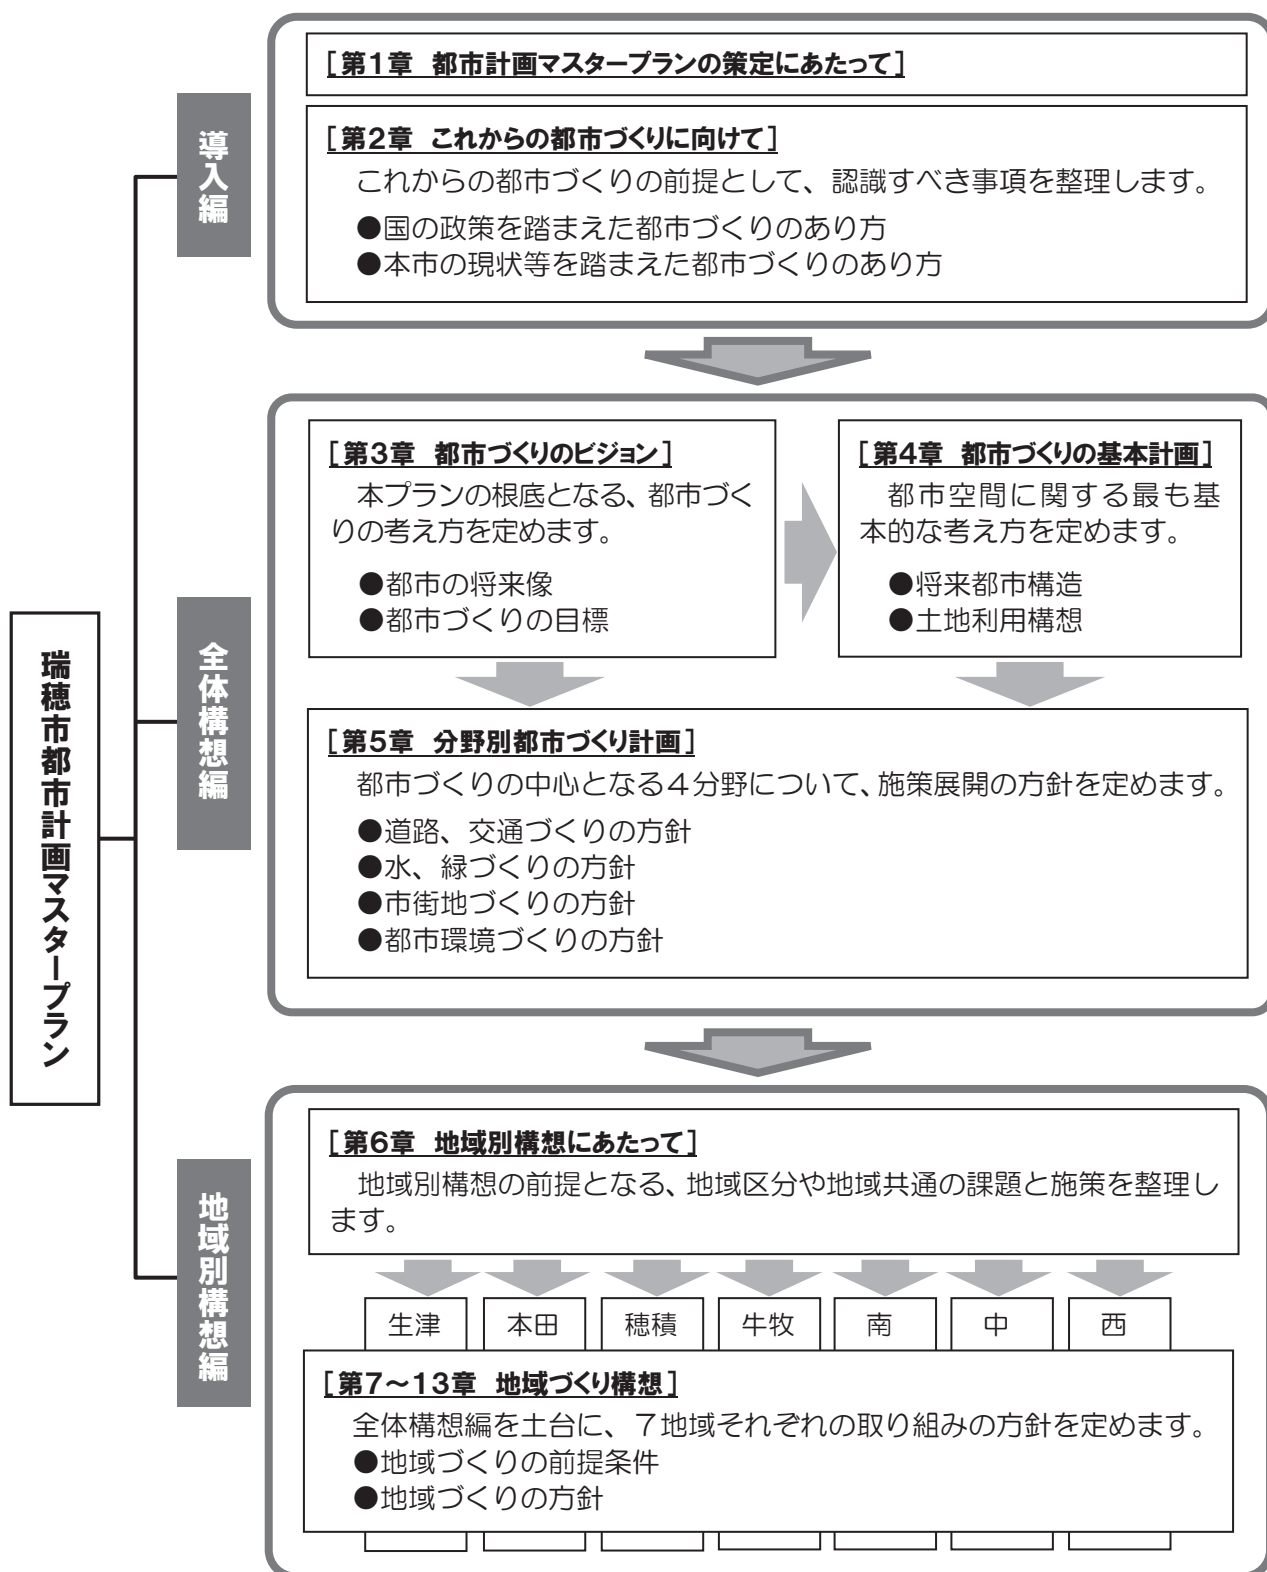 瑞穂市都市計画マスタープラン
導入編
[第1章 都市計画マスタープランの策定にあたって]
[第2章 これからの都市づくりに向けて]
これからの都市づくりの前提として、認識すべき事項を整理します。
●国の政策を踏まえた都市づくりのあり方
●本市の現状等を踏まえた都市づくりのあり方
全体構想編
[第3章 都市づくりのビジョン]
本プランの根底となる、都市づく
りの考え方を定めます。
●都市の将来像
●都市づくりの目標
[第4章 都市づくりの基本計画]
都市空間に関する最も基
本的な考え方を定めます。
●将来都市構造
●土地利用構想
[第5章 分野別都市づくり計画]
都市づくりの中心となる4分野について、施策展開の方針を定めます。
●道路、交通づくりの方針
●水、緑づくりの方針
●市街地づくりの方針
●都市環境づくりの方針
地域別構想編
[第6章 地域別構想にあたって]
地域別構想の前提となる、地域区分や地域共通の課題と施策を整理し
ます。
生津 本田 穂積 牛牧 南 中 西
[第7～13章 地域づくり構想]
全体構想編を土台に、7地域それぞれの取り組みの方針を定めます。
●地域づくりの前提条件
●地域づくりの方針